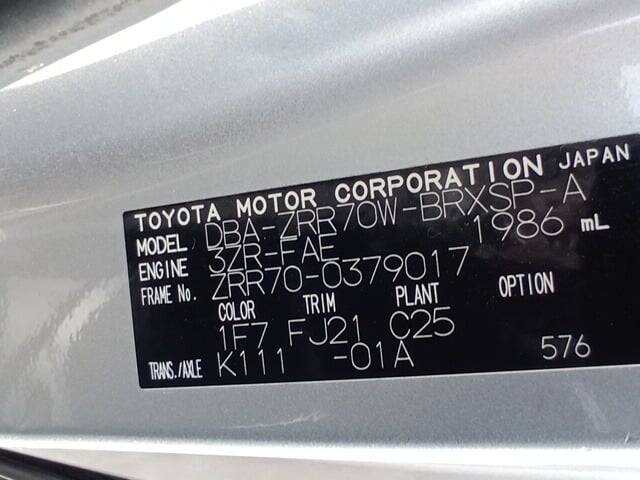 TOYOTA MOTOR CORPORATION JAPAN
MODEL DBA-ZRR70W-BRXSP-A
ENGINE 3ZR-FAE 1986 mL
FRAME No. ZRR70-0379017
COLOR TRIM PLANT OPTION
1F7 FJ21 C25
TRANS./AXLE K111 -01A 576